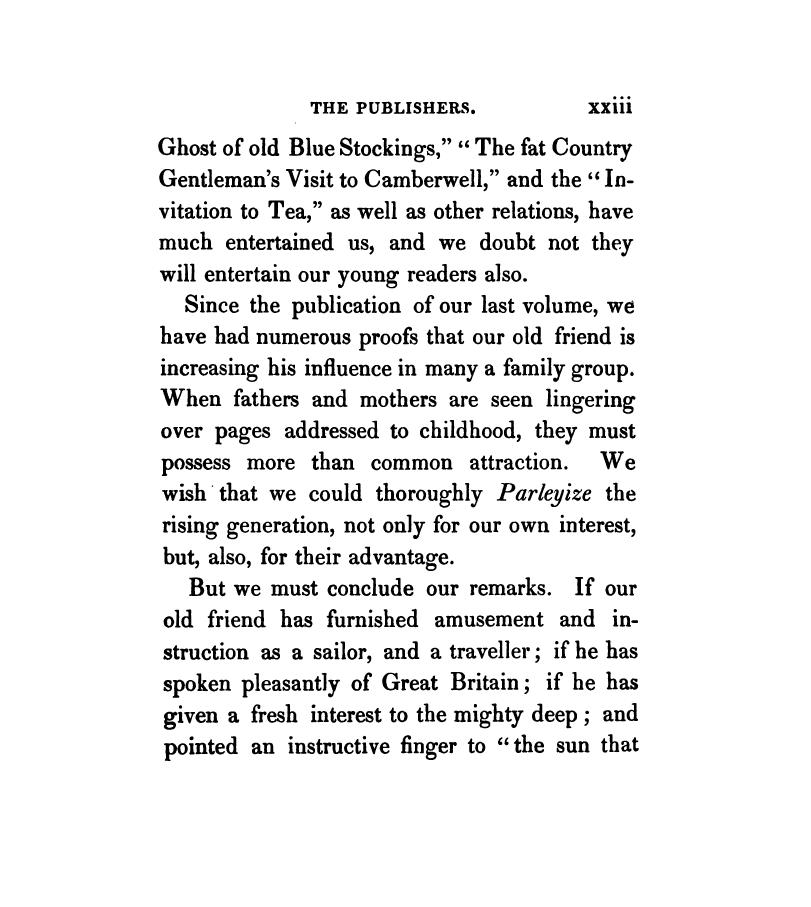 THE PUBLISHERS. xxiii
Ghost of old Blue Stockings,” “The fat Country
Gentleman's Visit to Camberwell,” and the “In-
vitation to Tea,” as well as other relations, have
much entertained us, and we doubt not they
will entertain our young readers also.
Since the publication of our last volume, we
have had numerous proofs that our old friend is
increasing his influence in many a family group.
When fathers and mothers are seen lingering
over pages addressed to childhood, they must
possess more than common attraction. We
wish that we could thoroughly Parleyize the
rising generation, not only for our own interest,
but, also, for their advantage.
But we must conclude our remarks. If our
old friend has furnished amusement and in-
struction as a sailor, and a traveller; if he has
spoken pleasantly of Great Britain; if he has
given a fresh interest to the mighty deep; and
pointed an instructive finger to “the sun that